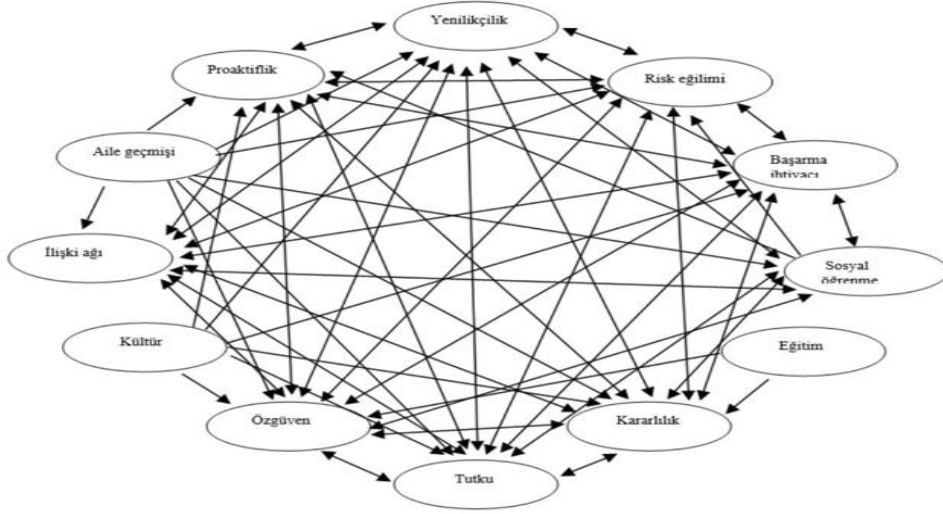 Yenilikçilik
Proaktiflik
Risk eğilimi
Aile geçmişi
Başarma
ihtiyacı
İlişki ağı
Sosyal
öğrenme
Kültür
Eğitim
Özgüven
Kararlılık
Tutku